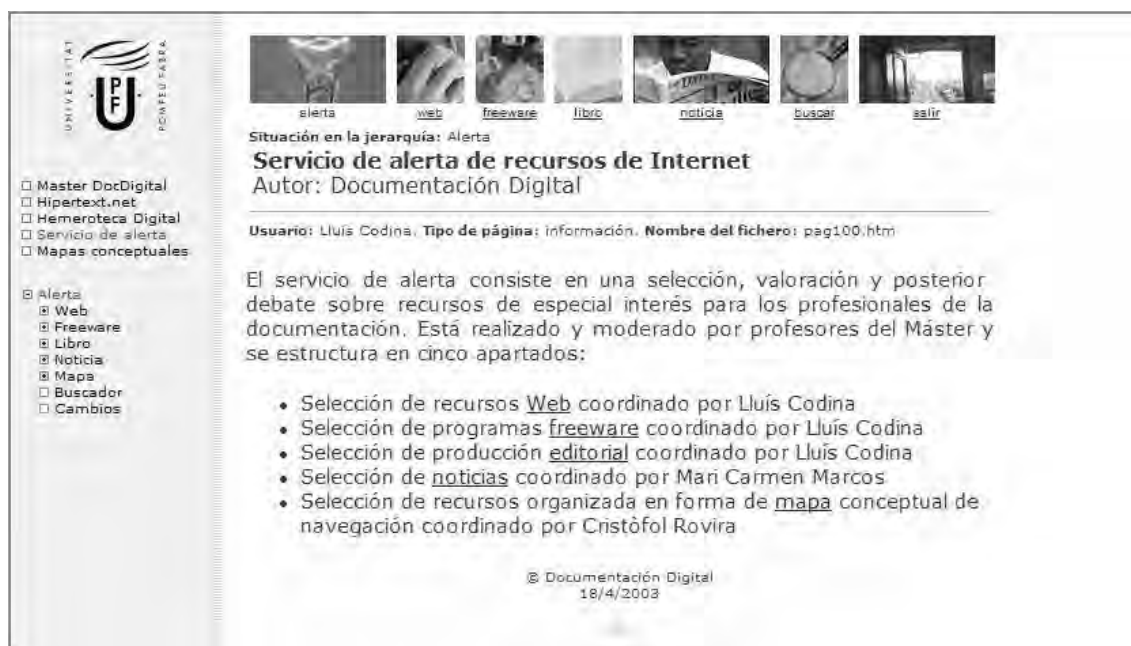 UNIVERSITAT
UPF
POMPEU FABRA
Master DocDigital
Hipertext.net
Hemeroteca Digital
Servicio de alerta
Mapas conceptuales
Alerta
Web
Freeware
Libro
Noticia
Mapa
Buscador
Cambios
alerta web freeware libro noticia buscar salir
Situación en la jerarquía: Alerta
Servicio de alerta de recursos de Internet
Autor: Documentación Digital
Usuario: Lluís Codina. Tipo de página: información. Nombre del fichero: pag100.htm
El servicio de alerta consiste en una selección, valoración y posterior
debate sobre recursos de especial interés para los profesionales de la
documentación. Está realizado y moderado por profesores del Máster y
se estructura en cinco apartados:
• Selección de recursos Web coordinado por Lluís Codina
• Selección de programas freeware coordinado por Lluís Codina
• Selección de producción editorial coordinado por Lluís Codina
• Selección de noticias coordinado por Mari Carmen Marcos
• Selección de recursos organizada en forma de mapa conceptual de
navegación coordinado por Cristòfol Rovira
© Documentación Digital
18/4/2003